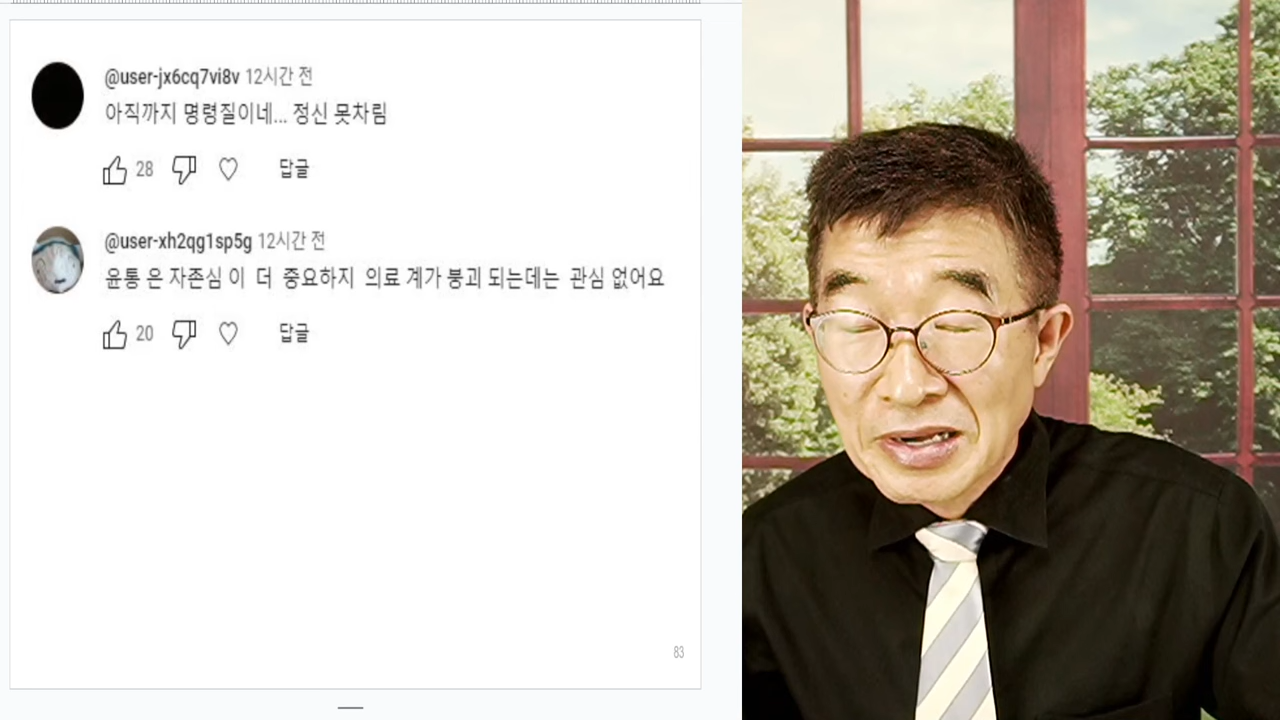 @user-jx6cq7vi8v 12시간 전
아직까지 명령질이네... 정신 못차림
28 답글
@user-xh2qg1sp5g 12시간 전
윤통 은 자존심 이 더 중요하지 의료 계가 붕괴 되는데는 관심 없어요
20 답글
83